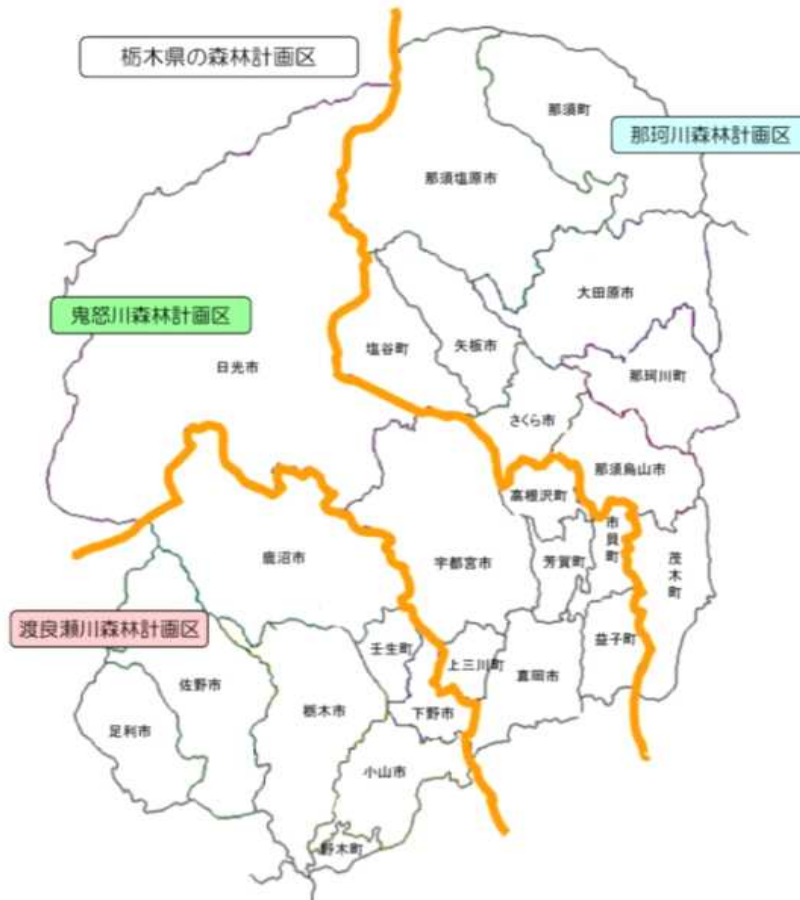 栃木県の森林計画区
那須町
那珂川森林計画区
那須塩原市
大田原市
鬼怒川森林計画区
塩谷町
矢板市
日光市
那珂川町
さくら市
那須烏山市
高根沢町
市貝町
鹿沼市
宇都宮市
芳賀町
茂木町
渡良瀬川森林計画区
壬生町
益子町
上三川町
佐野市
真岡市
栃木市
下野市
足利市
小山市
野木町